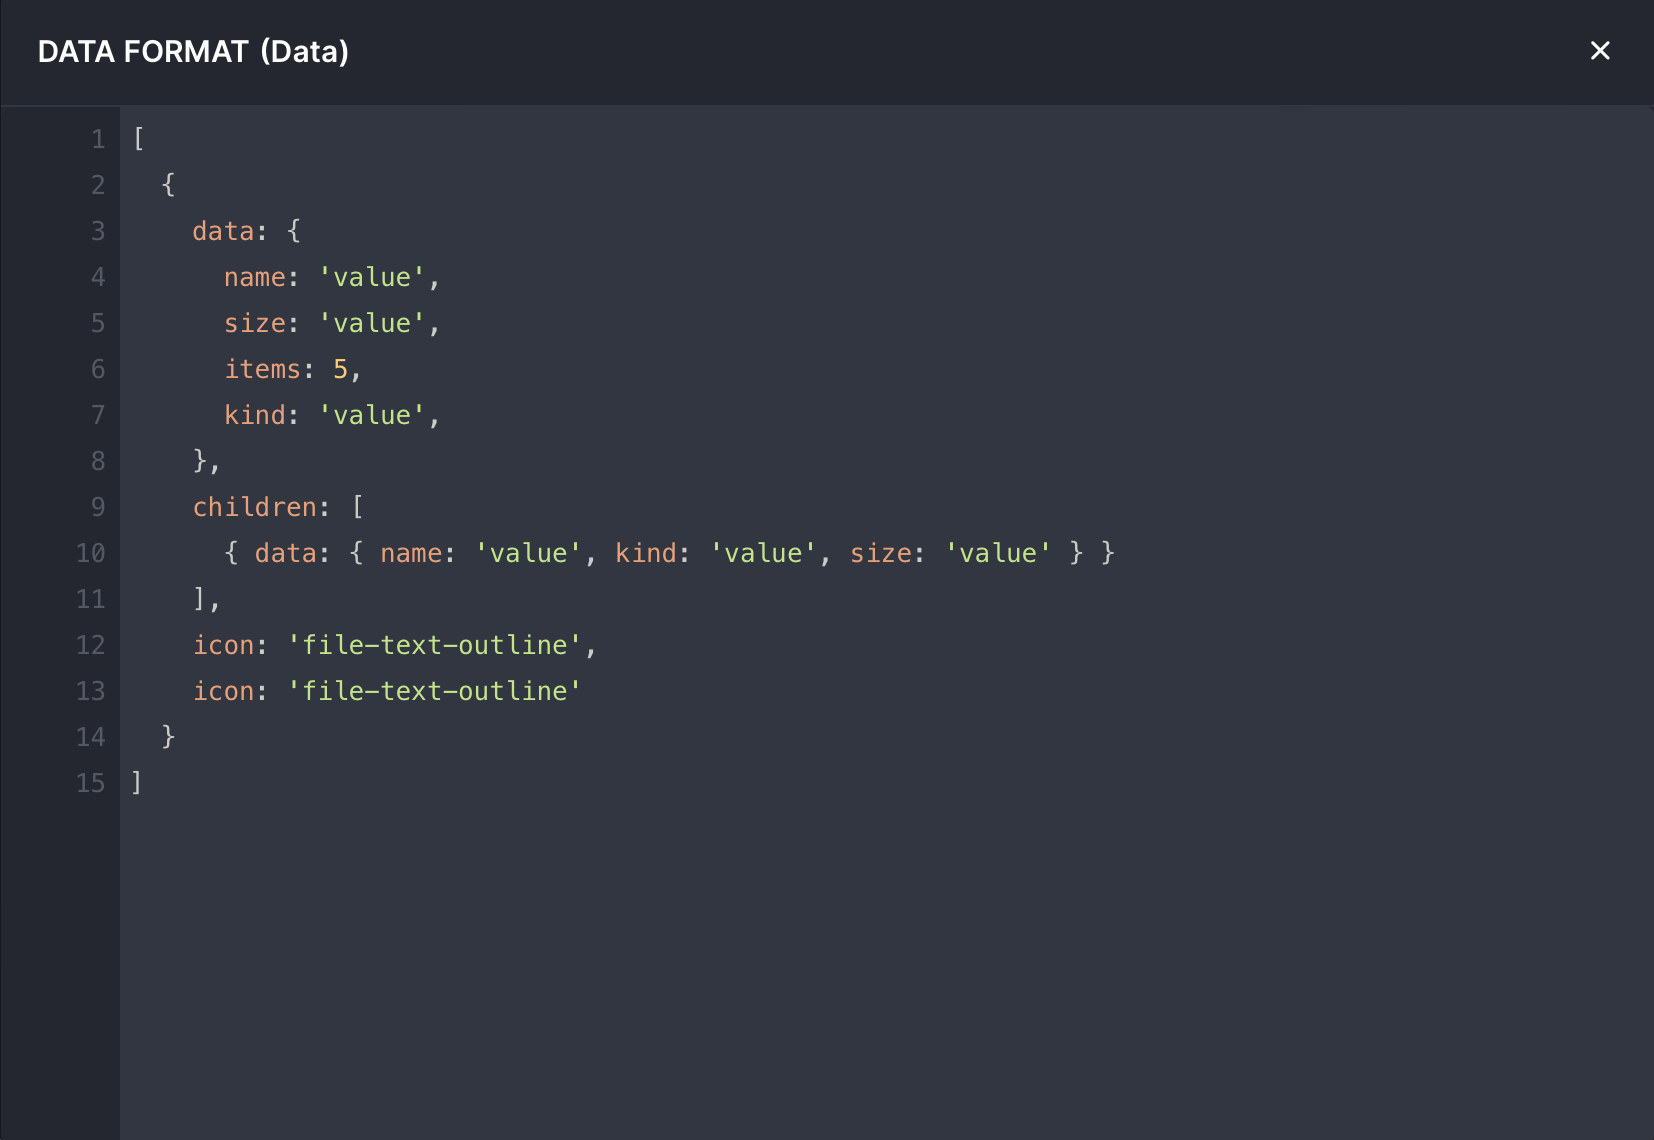 DATA FORMAT (Data)
1 [
2   {
3     data: {
4       name: 'value',
5       size: 'value',
6       items: 5,
7       kind: 'value',
8     },
9     children: [
10       { data: { name: 'value', kind: 'value', size: 'value' } }
11     ],
12     icon: 'file-text-outline',
13     icon: 'file-text-outline'
14   }
15 ]